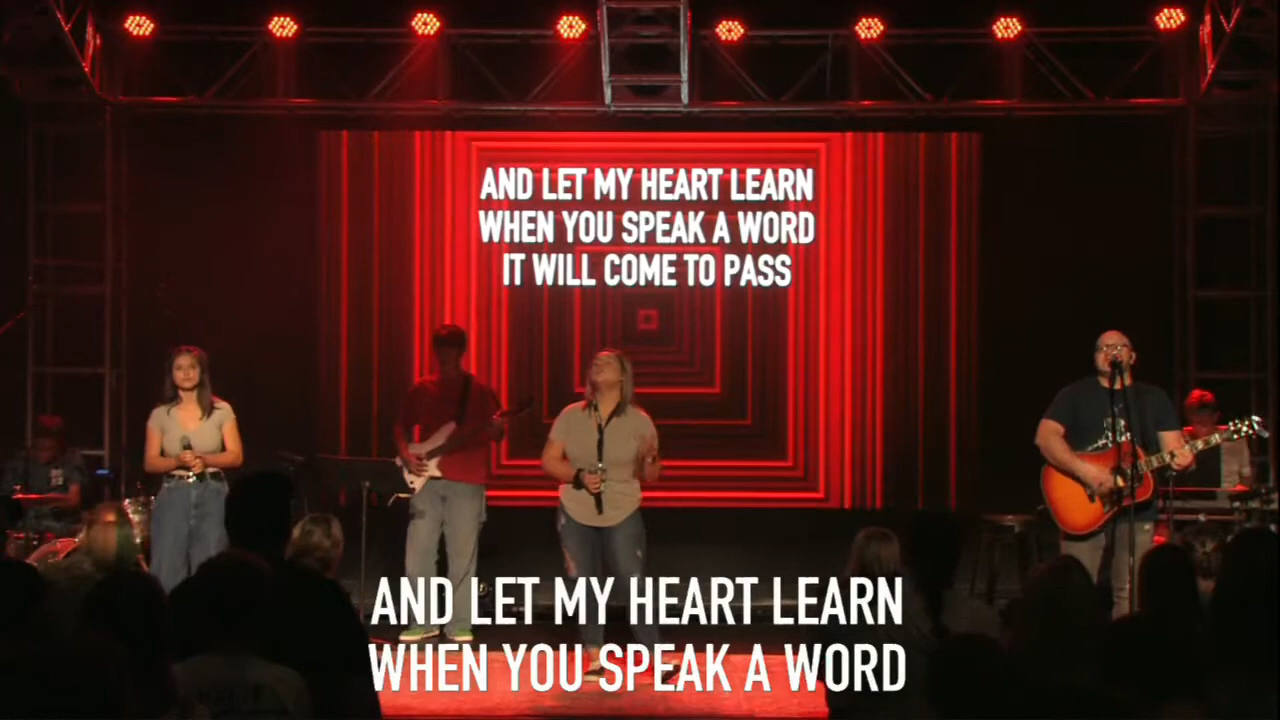 AND LET MY HEART LEARN
WHEN YOU SPEAK A WORD
IT WILL COME TO PASS
AND LET MY HEART LEARN
WHEN YOU SPEAK A WORD